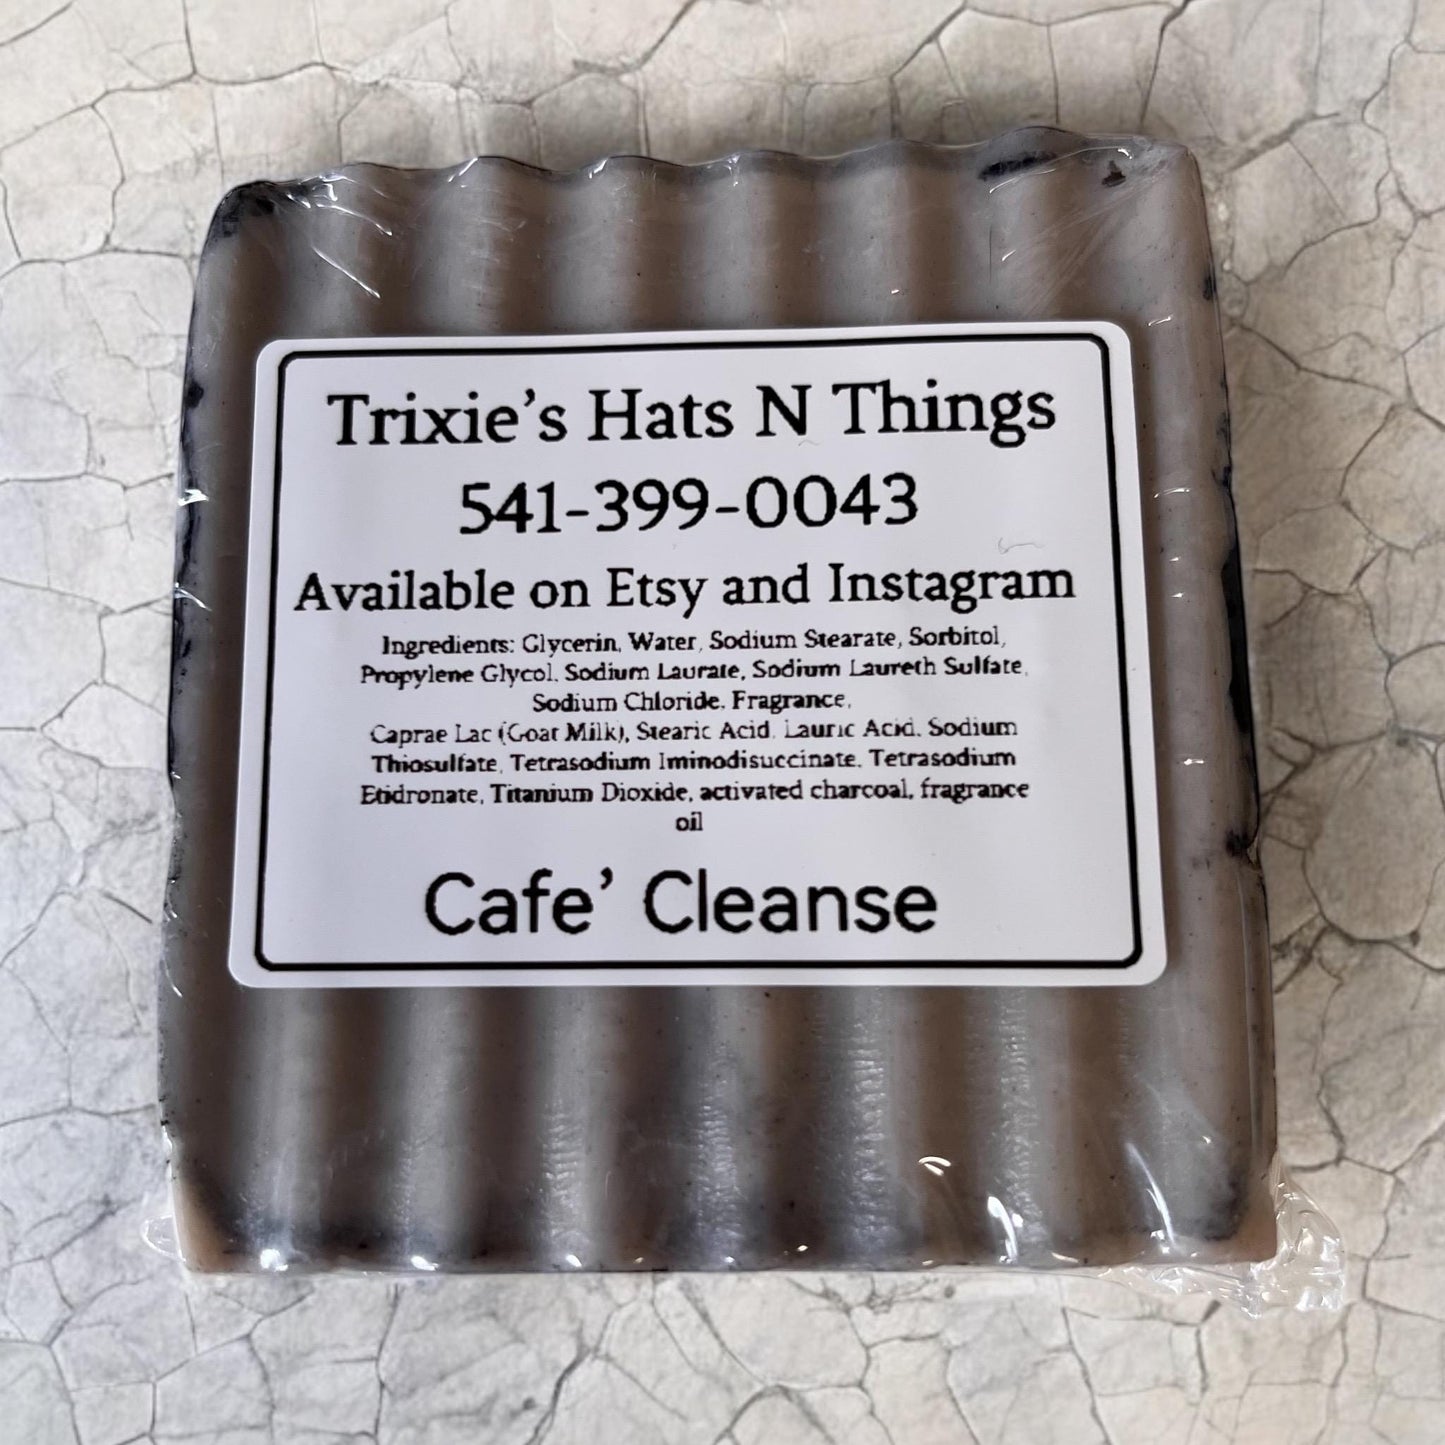 Trixie's Hats N Things
541-399-0043
Available on Etsy and Instagram
Ingredients: Glycerin, Water, Sodium Stearate, Sorbitol,
Propylene Glycol, Sodium Laurate, Sodium Laureth Sulfate,
Sodium Chloride, Fragrance,
Caprae Lac (Goat Milk), Stearic Acid, Lauric Acid, Sodium
Thiosulfate, Tetrasodium Iminodisuccinate, Tetrasodium
Etidronate, Titanium Dioxide, activated charcoal, fragrance
oil
Cafe' Cleanse